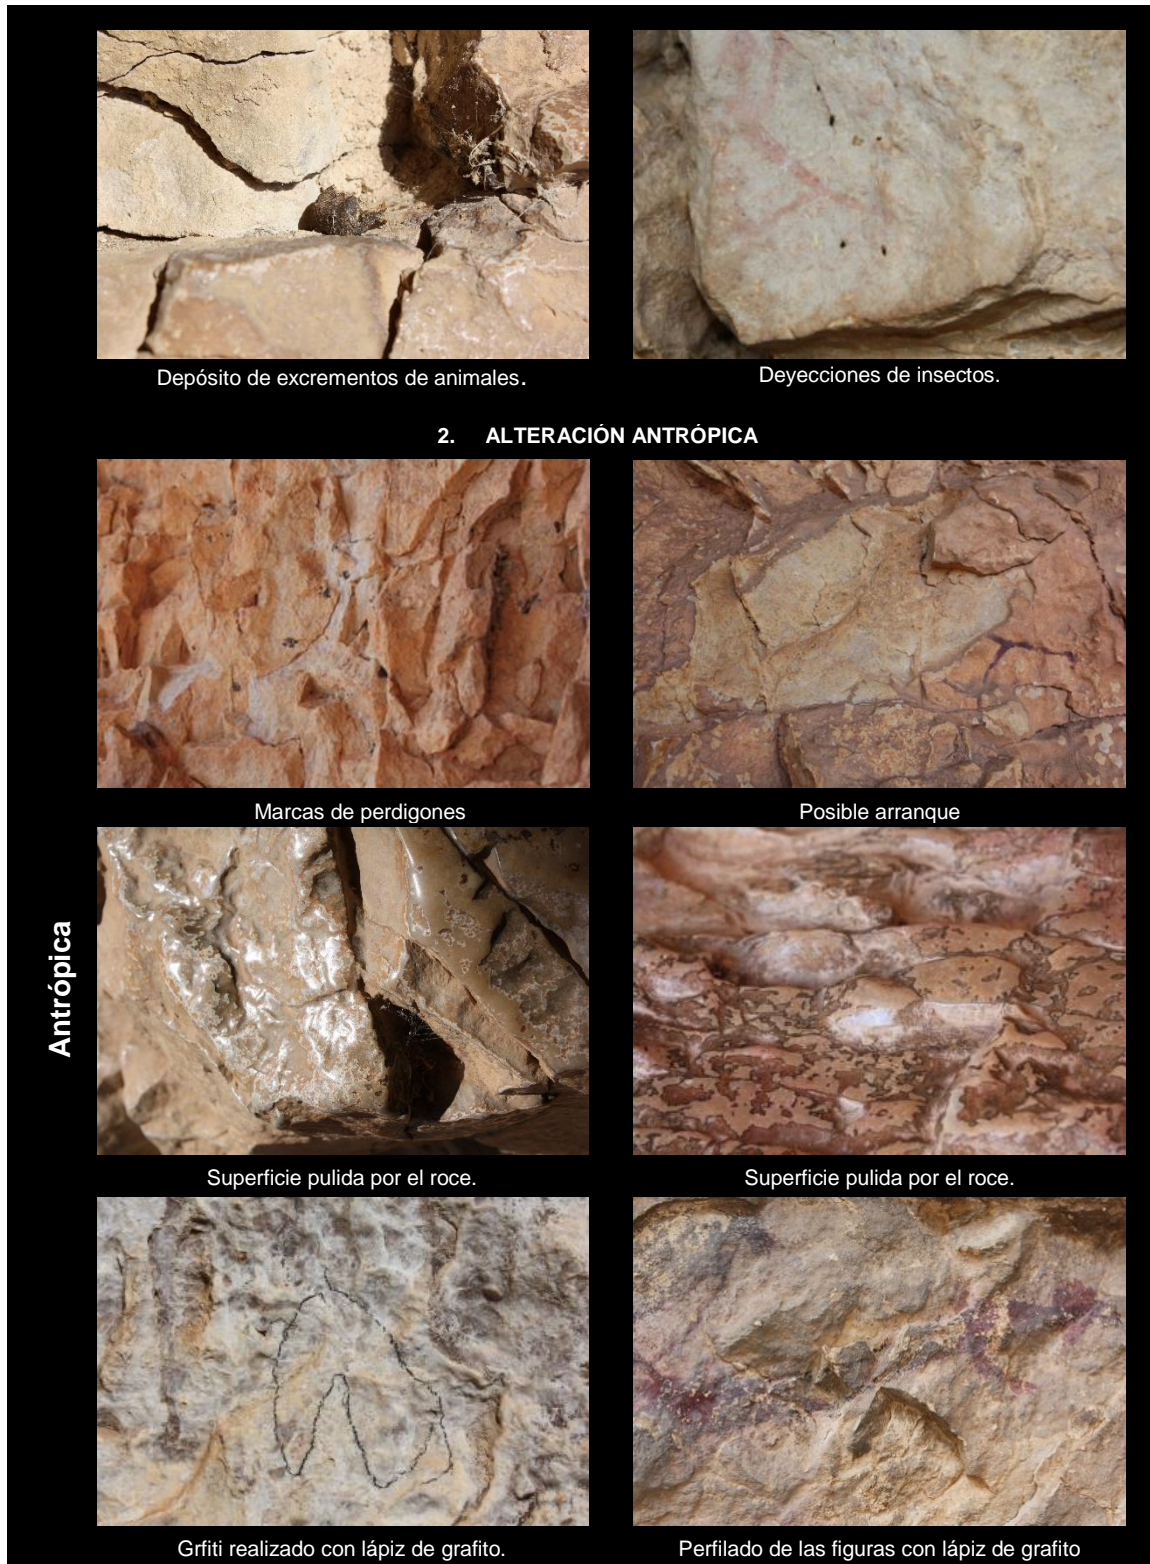 Depósito de excrementos de animales.
Deyecciones de insectos.
2. ALTERACIÓN ANTRÓPICA
Marcas de perdigones
Posible arranque
Antrópica
Superficie pulida por el roce.
Superficie pulida por el roce.
Grfiti realizado con lápiz de grafito.
Perfilado de las figuras con lápiz de grafito